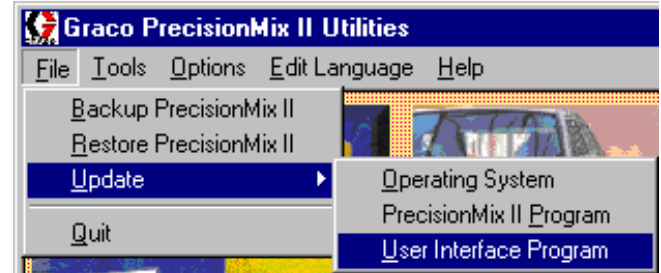 Graco PrecisionMix II Utilities
File Tools Options Edit Language Help
Backup PrecisionMix II
Restore PrecisionMix II
Update
Quit
Operating System
PrecisionMix II Program
User Interface Program